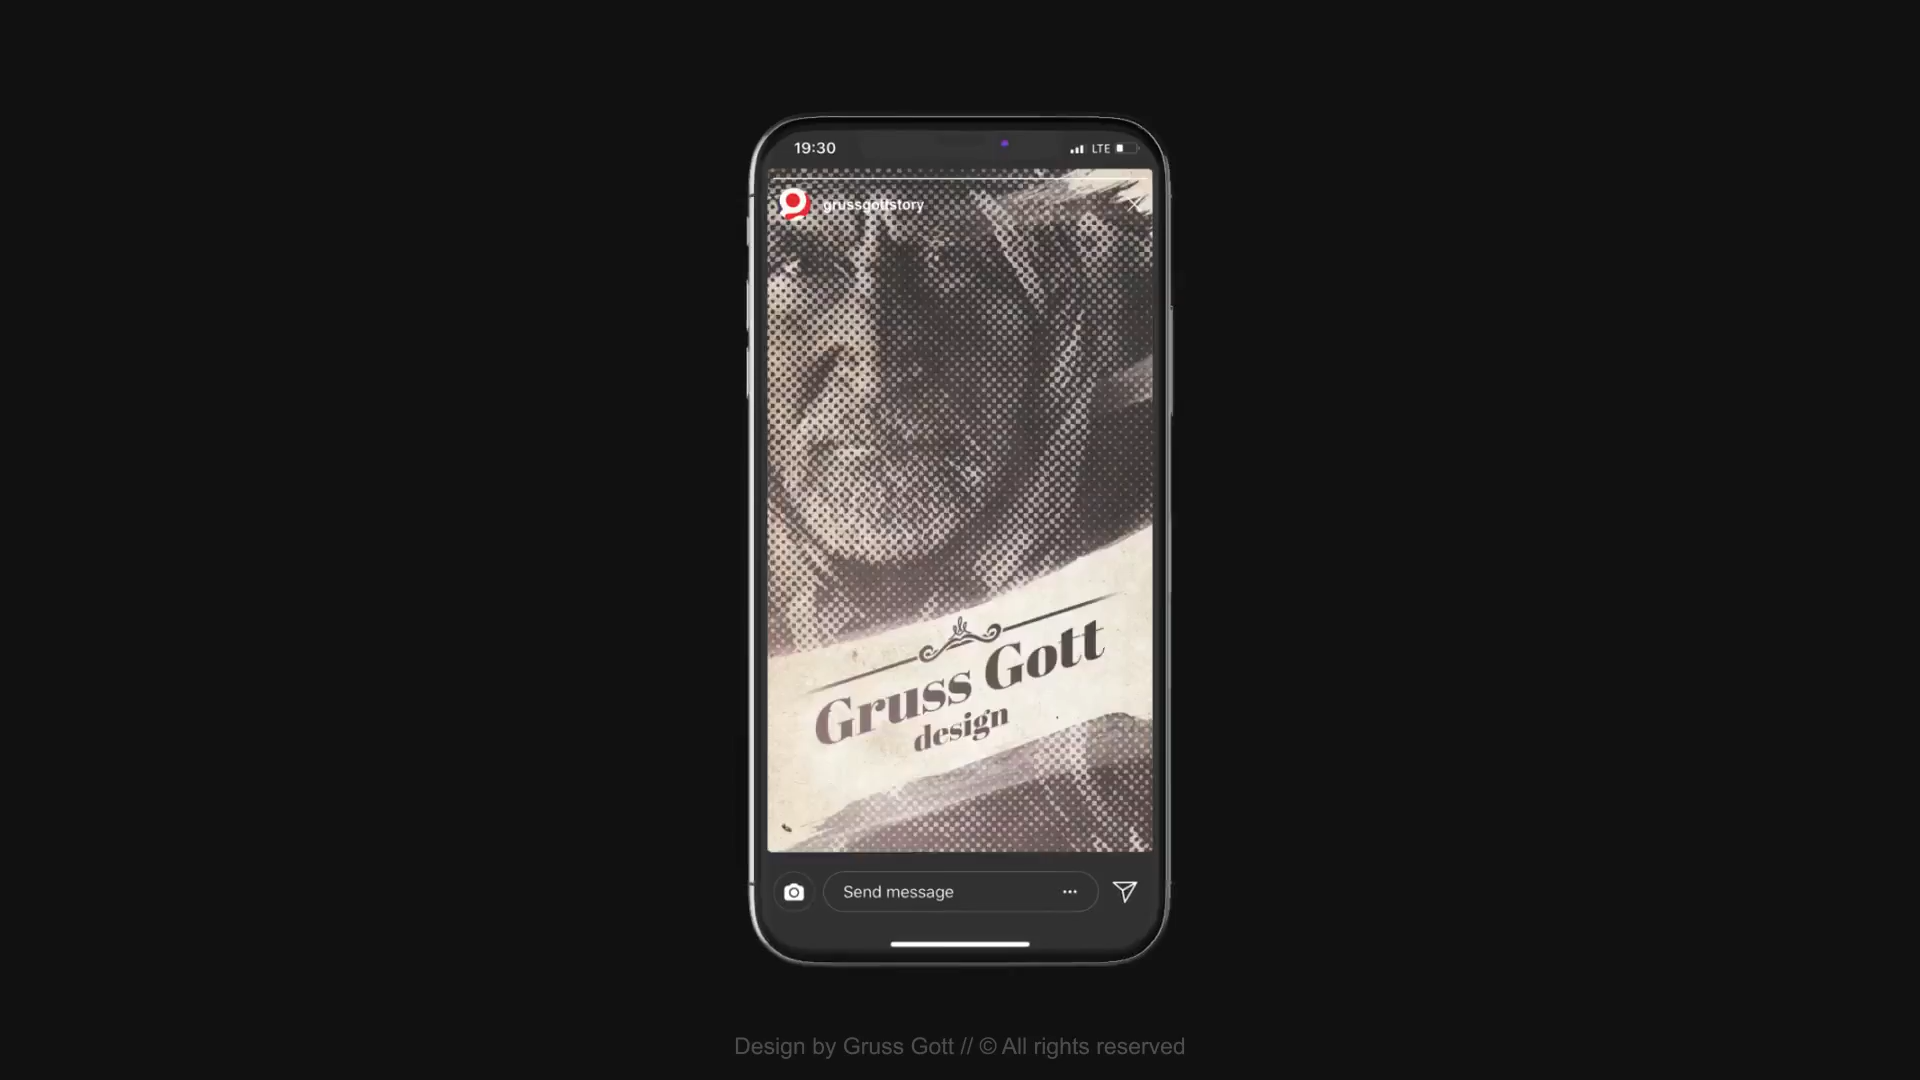 19:30
LTE
grussgottstory
Gruss Gott
design
Send message
Design by Gruss Gott // © All rights reserved